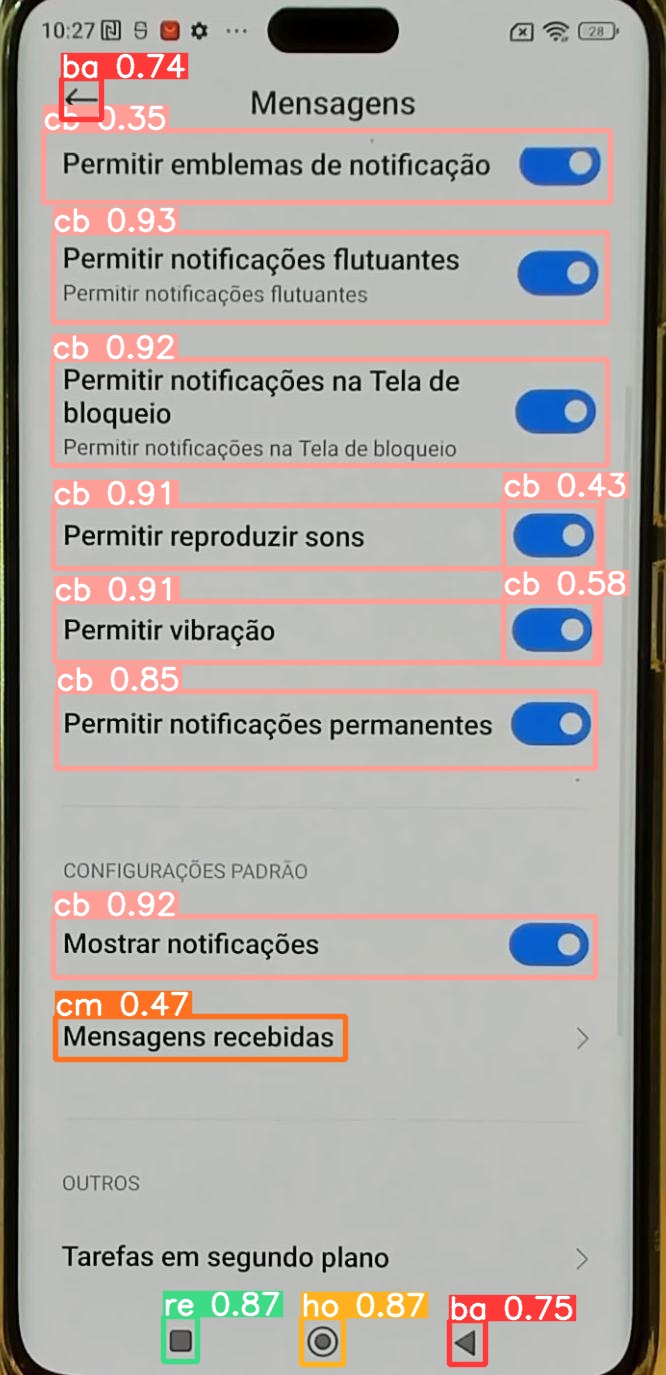 10:27 ... 28
ba 0.74
Mensagens
cb 0.35
Permitir emblemas de notificação
cb 0.93
Permitir notificações flutuantes
Permitir notificações flutuantes
cb 0.92
Permitir notificações na Tela de
bloqueio
Permitir notificações na Tela de bloqueio
cb 0.91 cb 0.43
Permitir reproduzir sons
cb 0.91 cb 0.58
Permitir vibração
cb 0.85
Permitir notificações permanentes
CONFIGURAÇÕES PADRÃO
cb 0.92
Mostrar notificações
cm 0.47
Mensagens recebidas
OUTROS
Tarefas em segundo plano
re 0.87 ho 0.87 ba 0.75